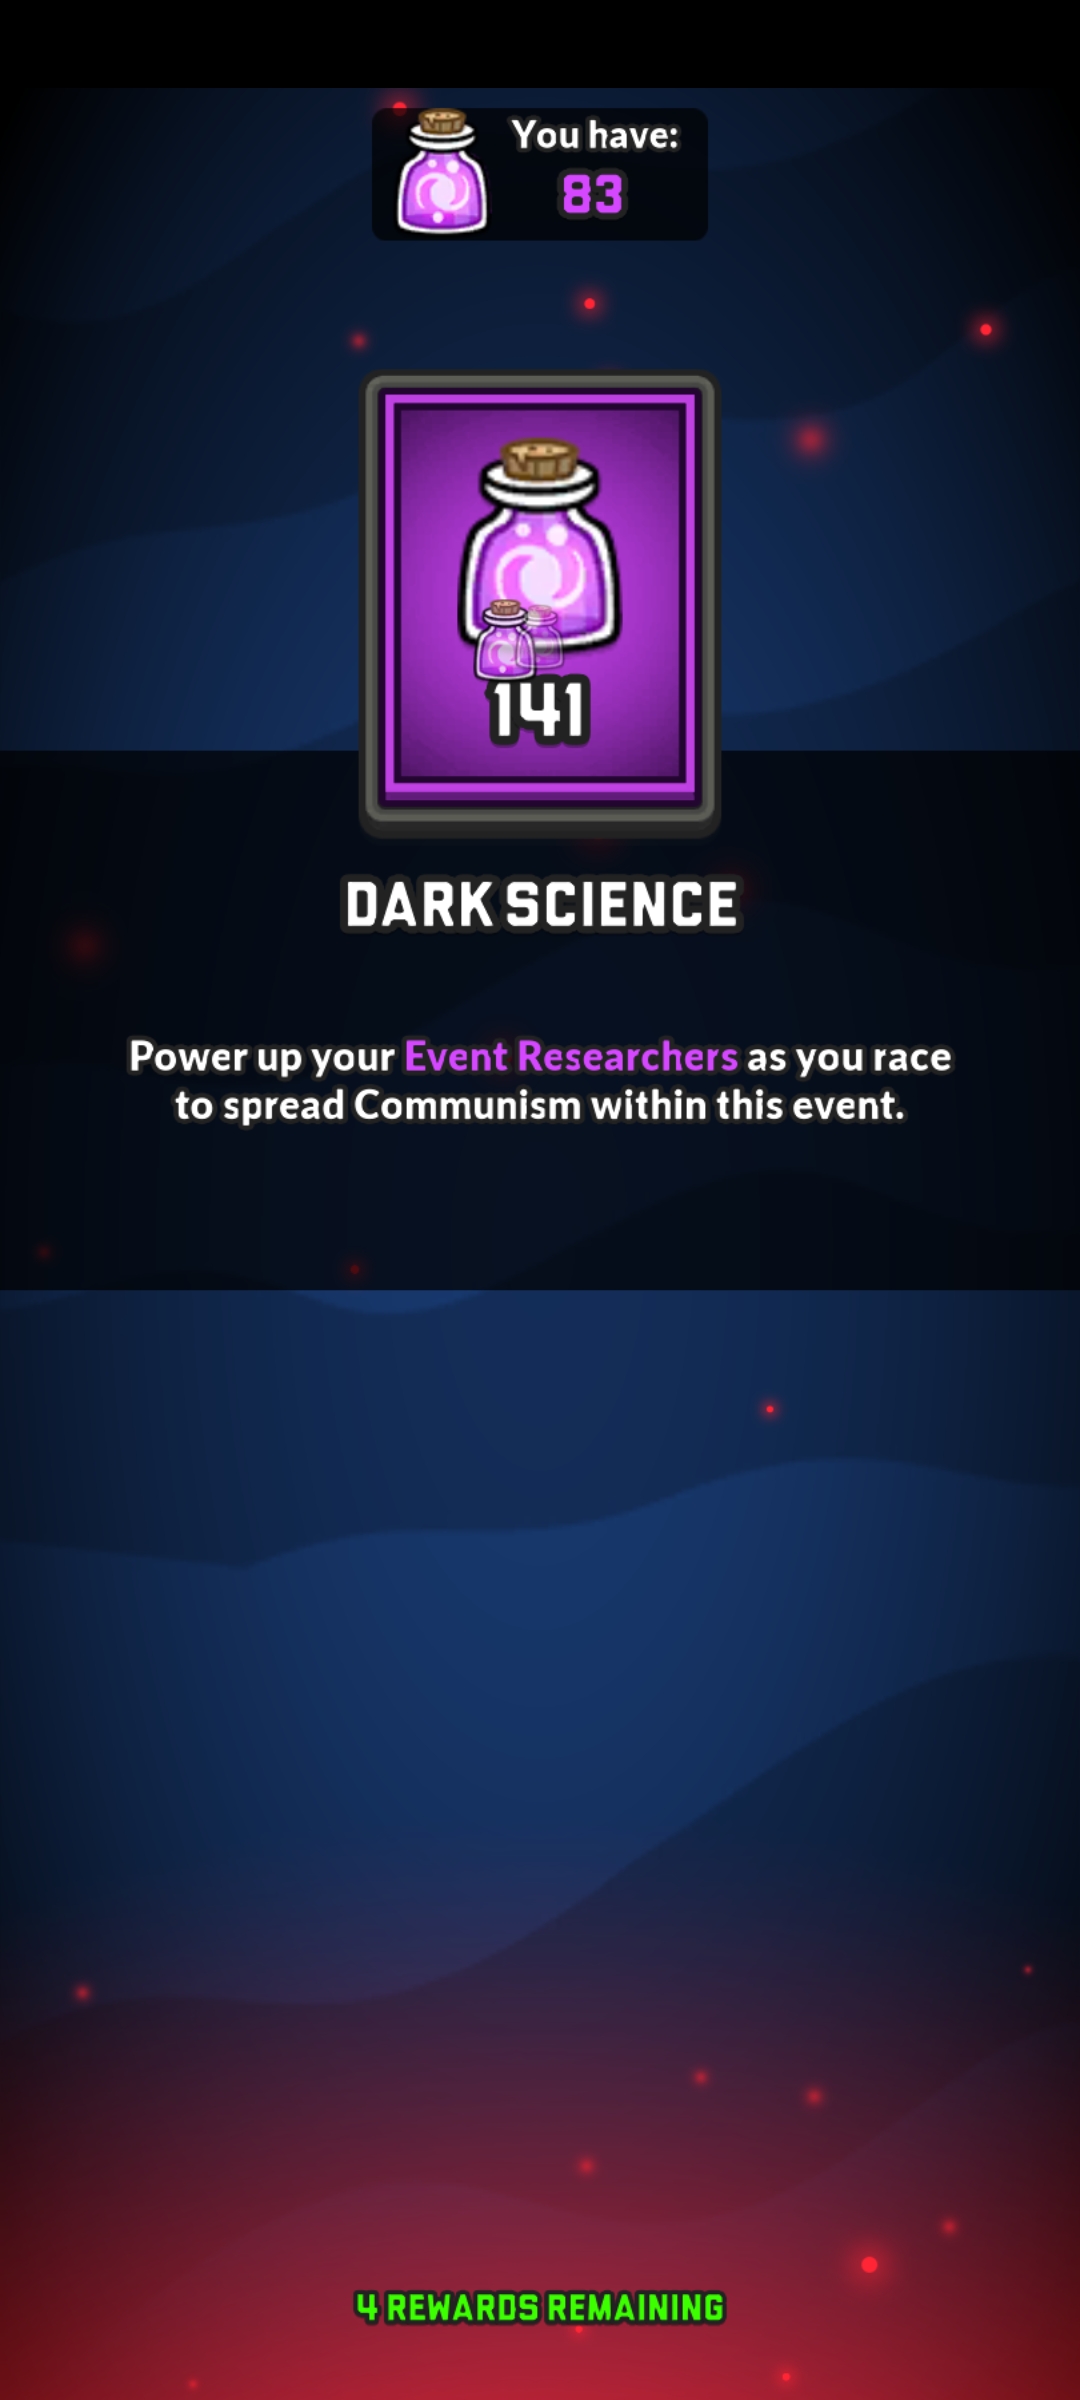 You have:
83
141
DARK SCIENCE
Power up your Event Researchers as you race
to spread Communism within this event.
4 REWARDS REMAINING